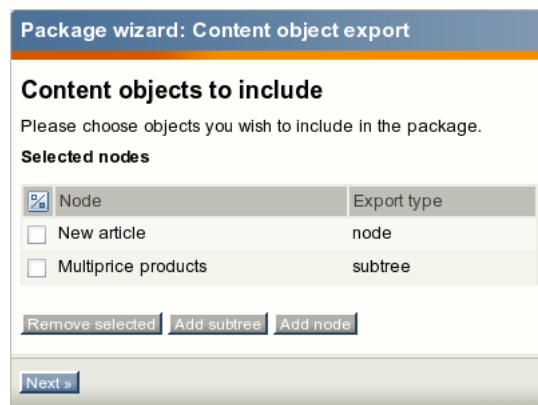 Package wizard: Content object export
Content objects to include
Please choose objects you wish to include in the package.
Selected nodes
Node Export type
New article node
Multiprice products subtree
Remove selected Add subtree Add node
Next »